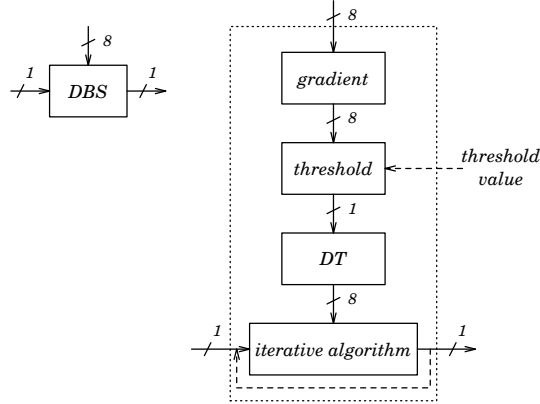 8
1
DBS
1
8
gradient
8
threshold
threshold
value
1
DT
8
1
iterative algorithm
1